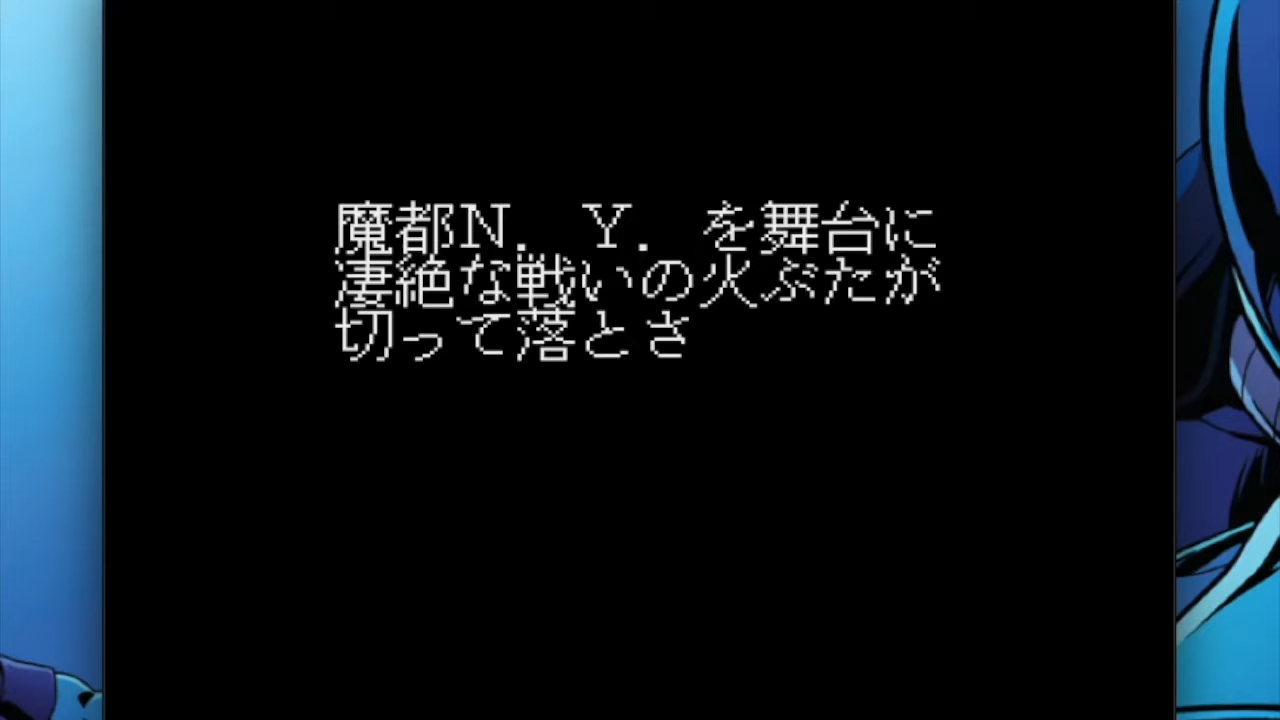 魔都N．Y．を舞台に
凄絶な戦いの火ぶたが
切って落とさ